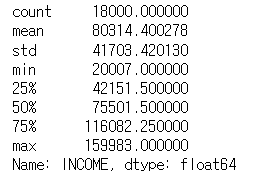 count    18000.000000
mean     80314.400278
std      41703.420130
min      20007.000000
25%      42151.500000
50%      75501.500000
75%      116082.250000
max      159983.000000
Name: INCOME, dtype: float64